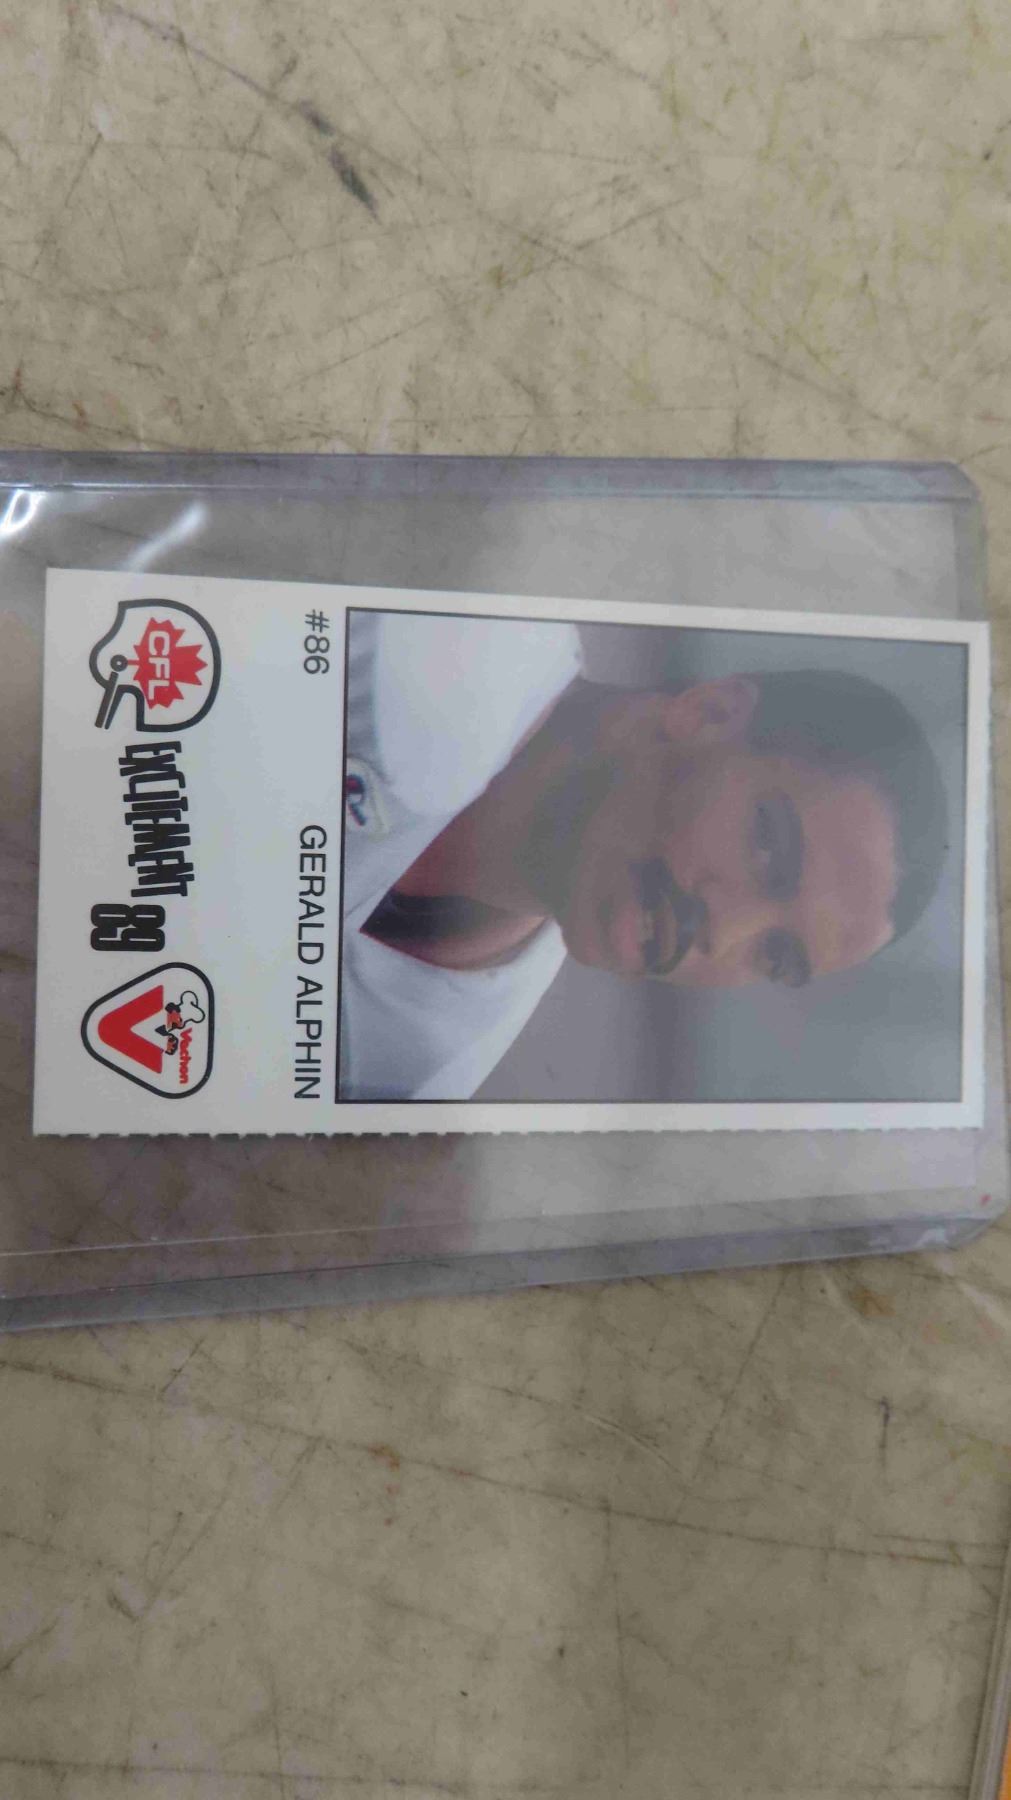 #86
GERALD ALPHIN
CFL
EXCITEMENT 89
Vachon